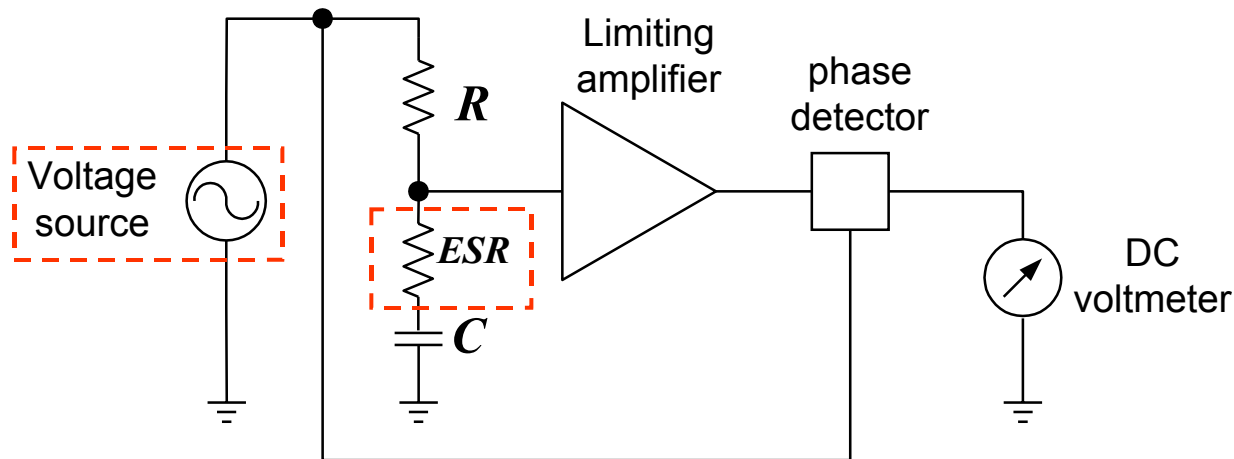 Limiting
amplifier
phase
detector
R
Voltage
source
ESR
C
DC
voltmeter